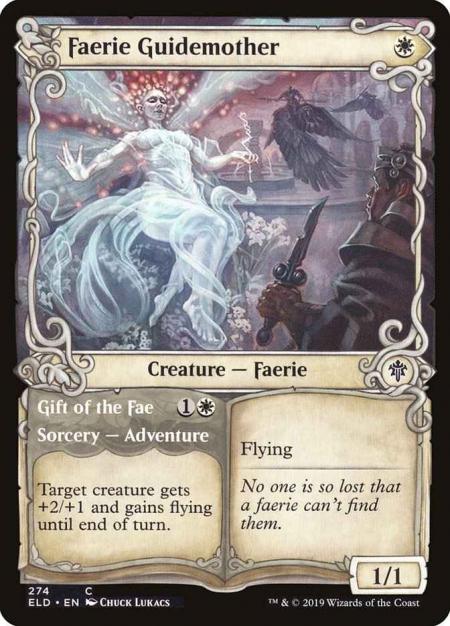 Faerie Guidemother
Creature — Faerie
Gift of the Fae 1
Sorcery — Adventure
Target creature gets
+2/+1 and gains flying
until end of turn.
Flying
No one is so lost that
a faerie can't find
them.
1/1
274 C
ELD • EN Chuck Lukacs
™ & © 2019 Wizards of the Coast